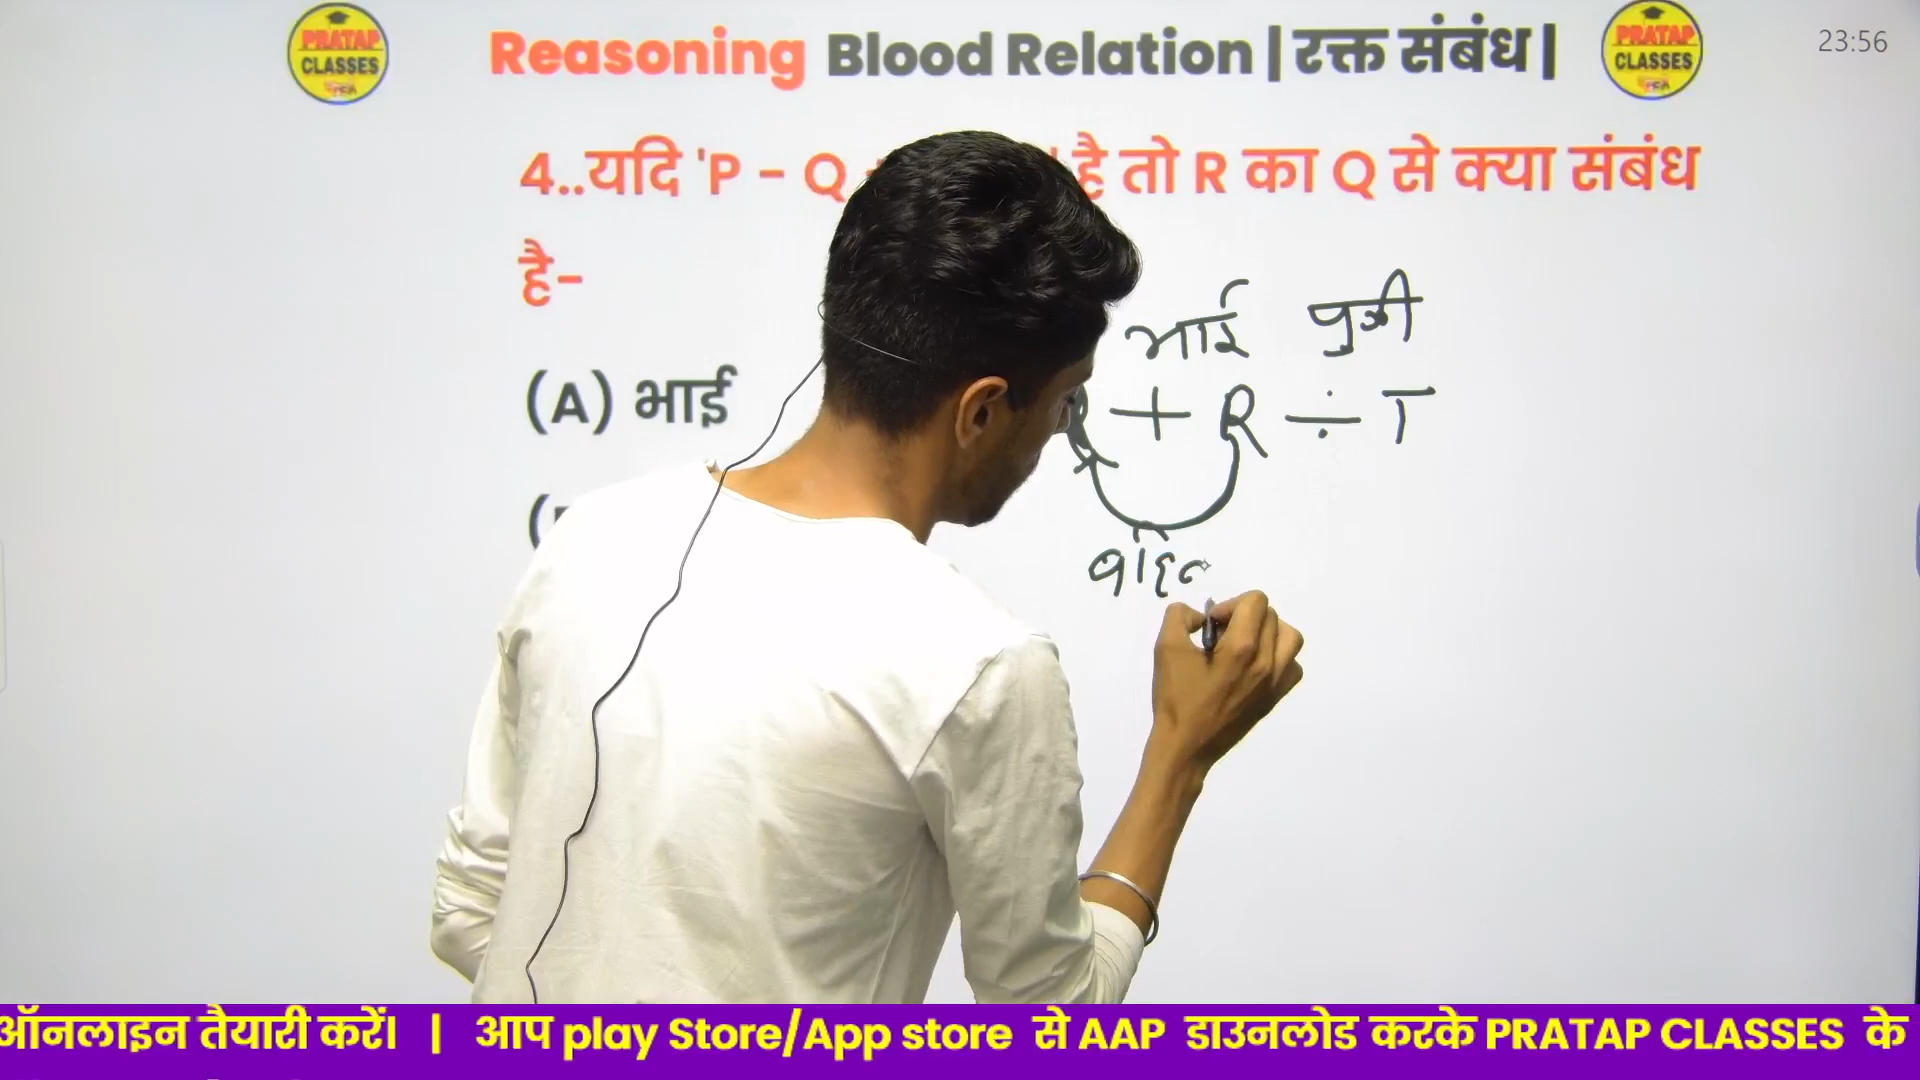 PRATAP CLASSES
Reasoning Blood Relation | रक्त संबंध |
PRATAP CLASSES
23:56
4..यदि 'P - Q है तो R का Q से क्या संबंध
है-
भाई पुत्री
(A) भाई
+ R ÷ T
ऑनलाइन तैयारी करें। | आप play Store/App store से AAP डाउनलोड करके PRATAP CLASSES के